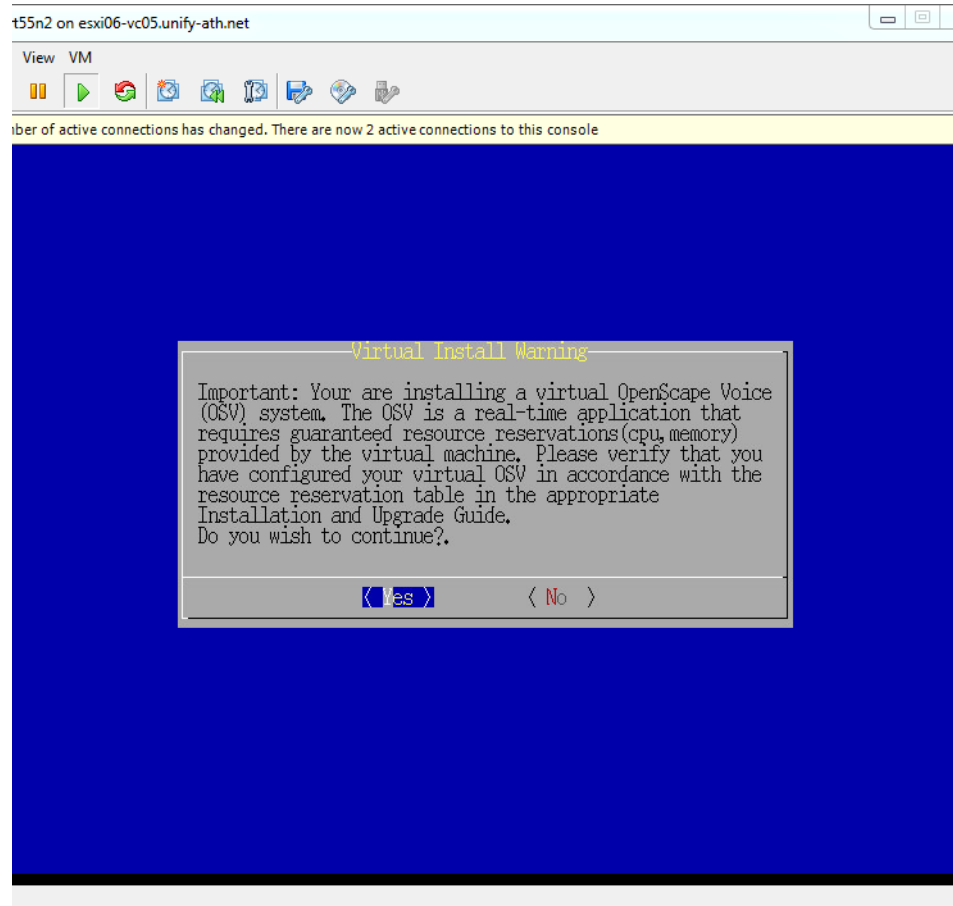 t55n2 on esxi06-vc05.unify-ath.net
View VM
ber of active connections has changed. There are now 2 active connections to this console
Virtual Install Warning
Important: Your are installing a virtual OpenScape Voice
(OSV) system. The OSV is a real-time application that
requires guaranteed resource reservations(cpu,memory)
provided by the virtual machine. Please verify that you
have configured your virtual OSV in accordance with the
resource reservation table in the appropriate
Installation and Upgrade Guide.
Do you wish to continue?.
< Yes > < No >